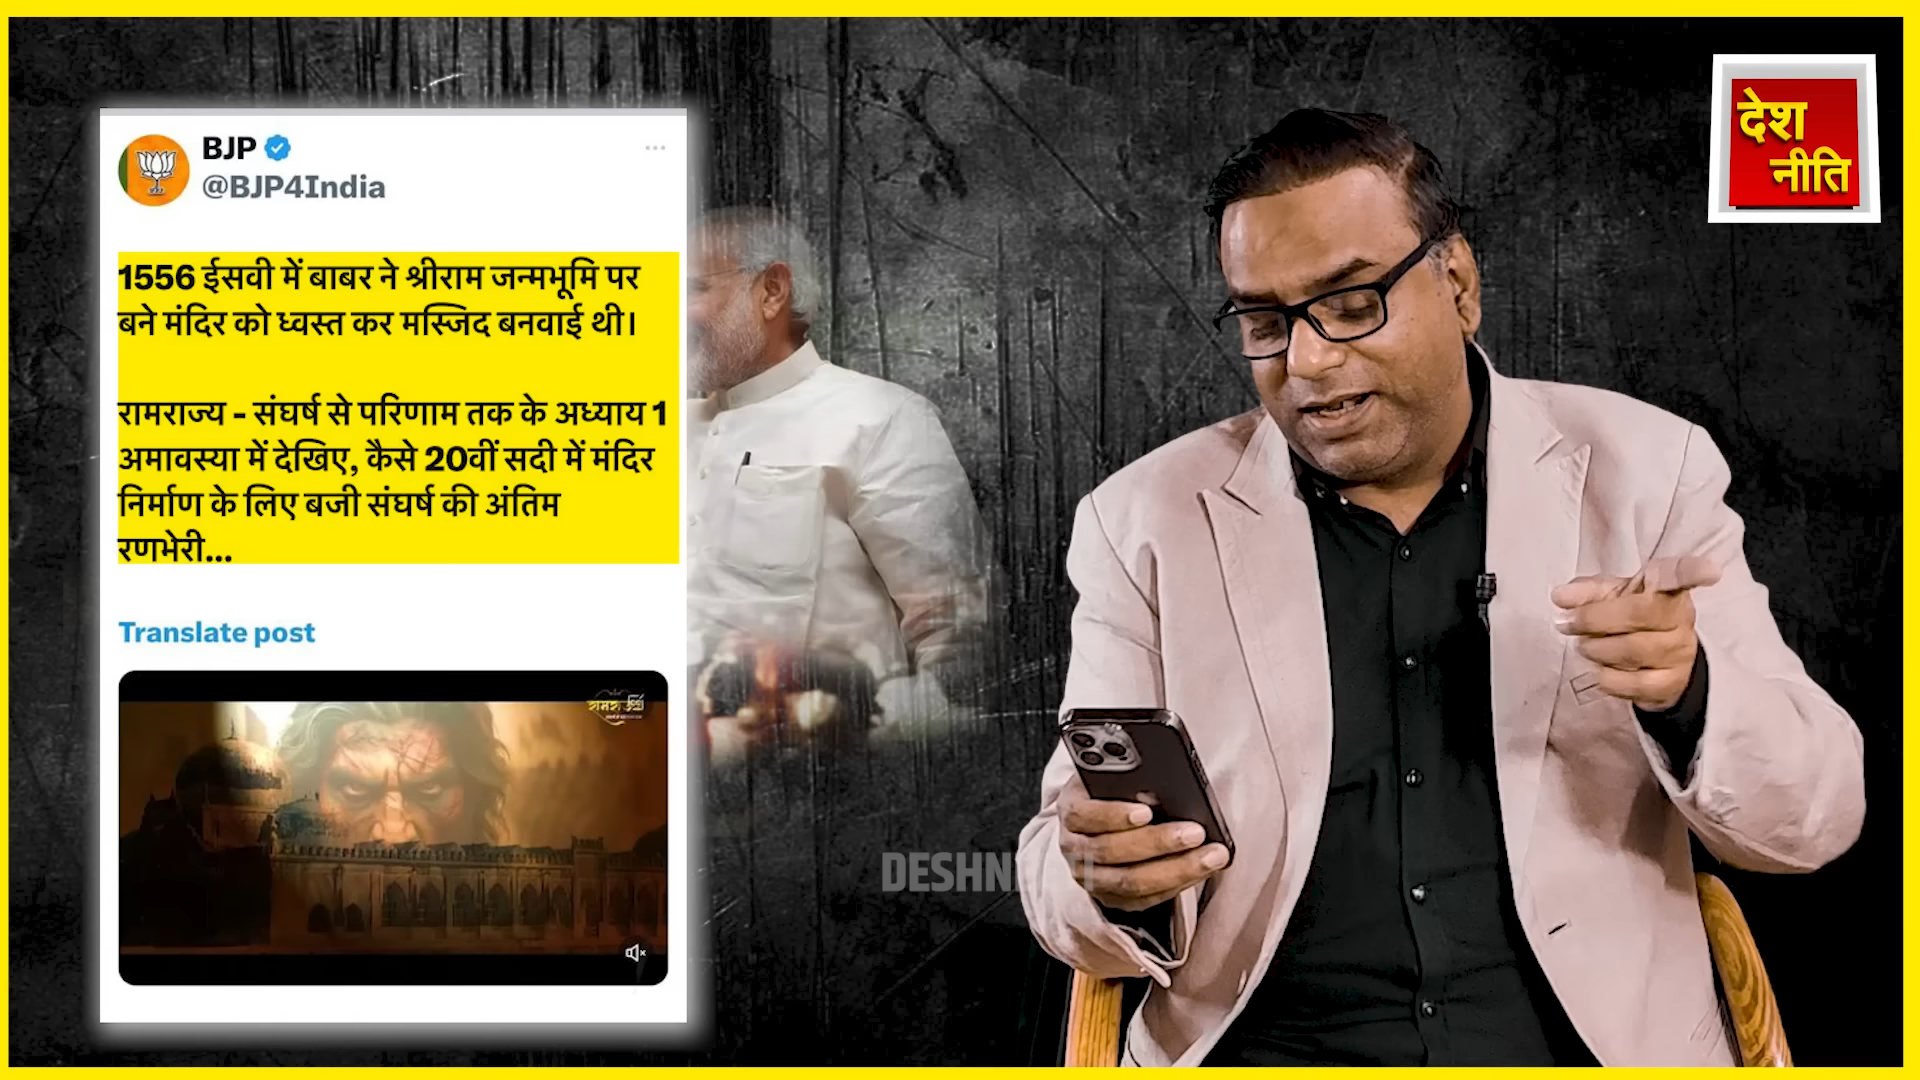 BJP
@BJP4India
1556 ईसवी में बाबर ने श्रीराम जन्मभूमि पर
बने मंदिर को ध्वस्त कर मस्जिद बनवाई थी।
रामराज्य - संघर्ष से परिणाम तक के अध्याय 1
अमावस्या में देखिए, कैसे 20वीं सदी में मंदिर
निर्माण के लिए बजी संघर्ष की अंतिम
रणभेरी...
Translate post
देश
नीति